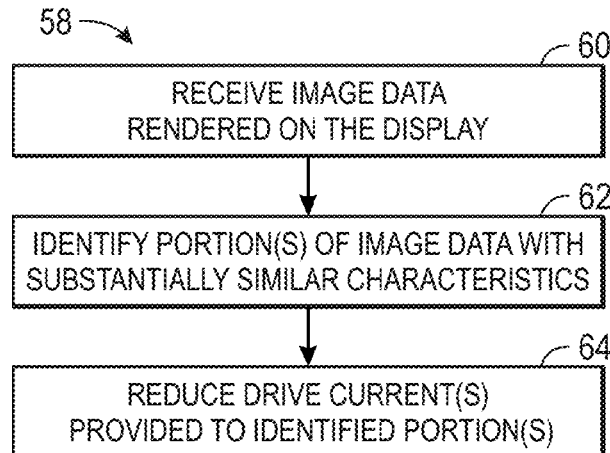 58
60
RECEIVE IMAGE DATA
RENDERED ON THE DISPLAY
62
IDENTIFY PORTION(S) OF IMAGE DATA WITH
SUBSTANTIALLY SIMILAR CHARACTERISTICS
64
REDUCE DRIVE CURRENT(S)
PROVIDED TO IDENTIFIED PORTION(S)